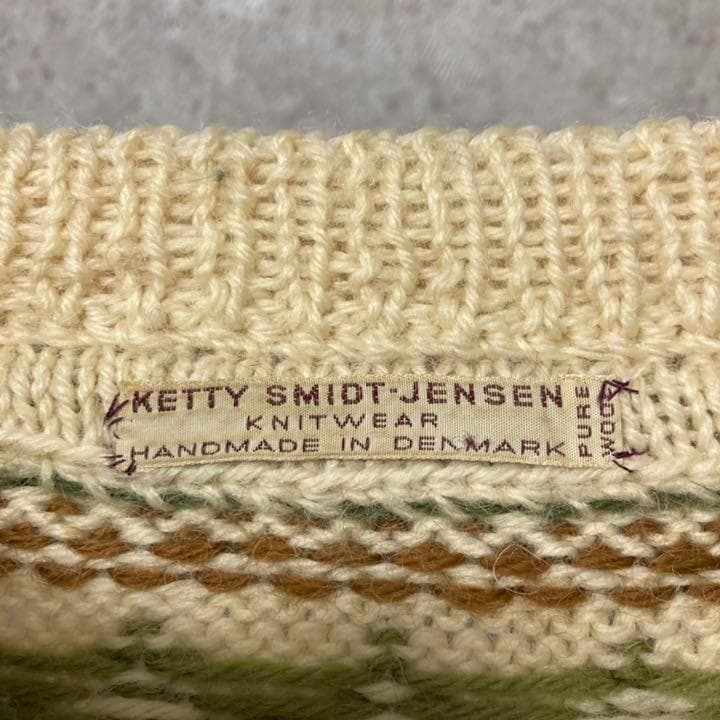 KETTY SMIDT-JENSEN
KNITWEAR
HANDMADE IN DENMARK
PURE
WOOL